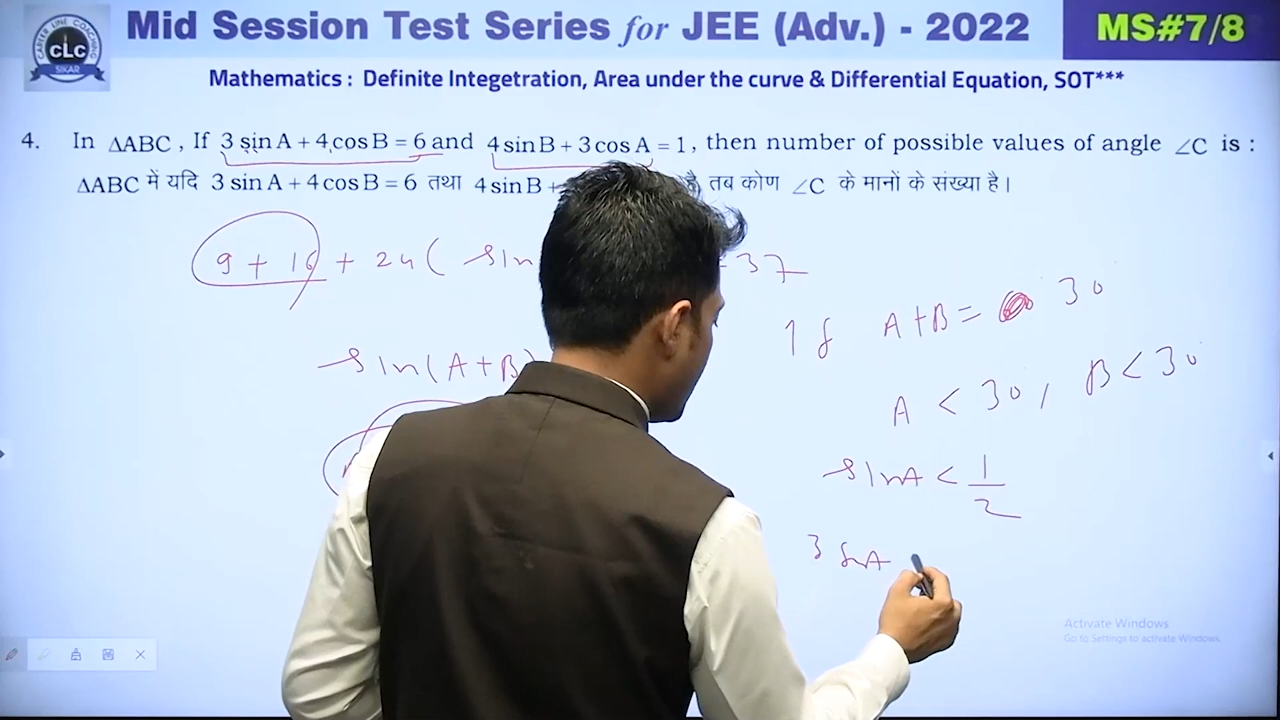 CAREER LINE COACHING
CLC
SIKAR
Mid Session Test Series for JEE (Adv.) - 2022
MS#7/8
Mathematics : Definite Integetration, Area under the curve & Differential Equation, SOT***
4. In ΔABC, If 3 sin A + 4 cos B = 6 and 4 sin B + 3 cos A = 1, then number of possible values of angle ∠C is :
ΔABC में यदि 3 sin A + 4 cos B = 6 तथा 4 sin B + है, तब कोण ∠C के मानों के संख्या है।
9 + 16 + 24 ( sin = 37
If A+B = 30
sin(A+B)
A < 30, B < 30
sinA < 1/2
3 sinA
Activate Windows
Go to Settings to activate Windows.